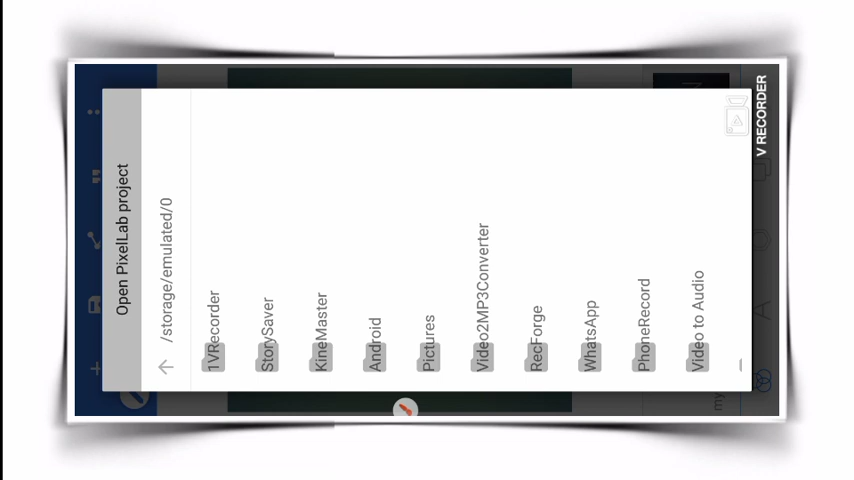 Open PixelLab project
/storage/emulated/0
1VRecorder
StorySaver
KineMaster
Android
Pictures
Video2MP3Converter
RecForge
WhatsApp
PhoneRecord
Video to Audio
my
V RECORDER